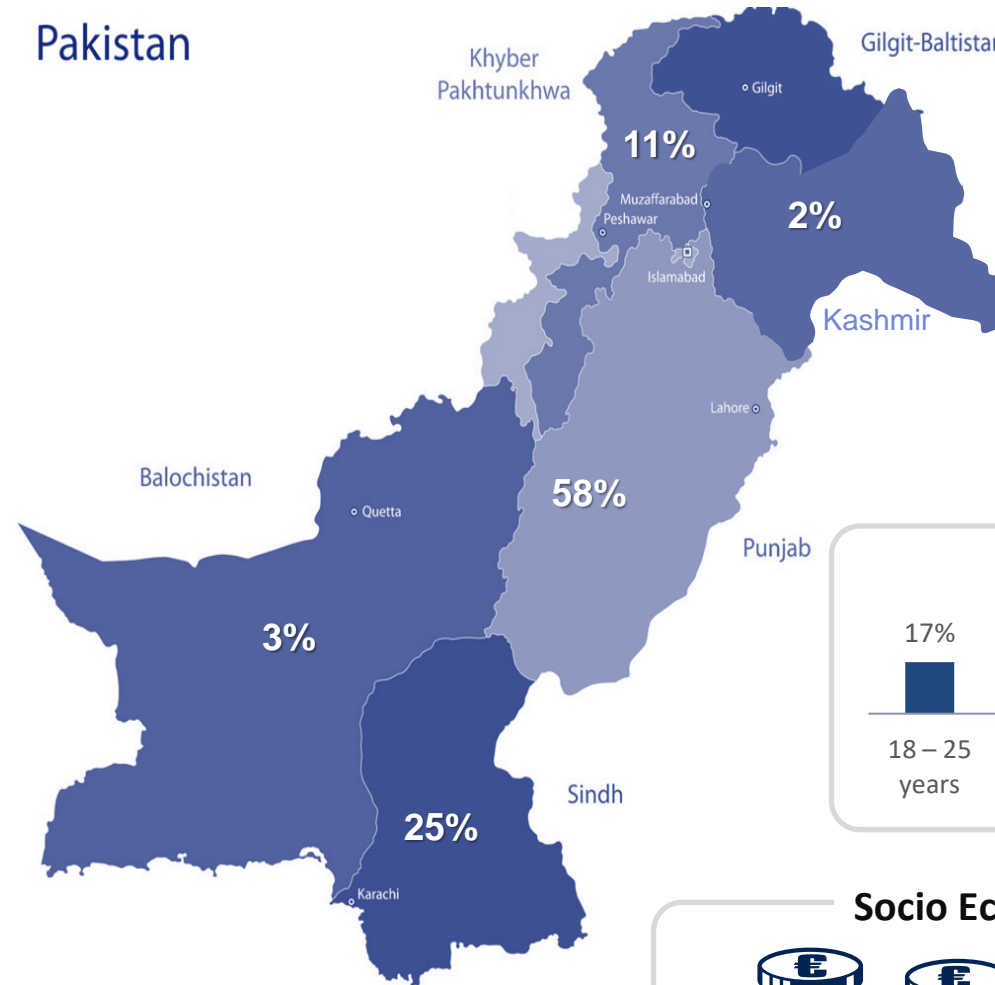 Pakistan
Khyber
Pakhtunkhwa
Gilgit-Baltistan
Gilgit
11%
Muzaffarabad
Peshawar
2%
Islamabad
Kashmir
Lahore
Balochistan
58%
Quetta
Punjab
3%
17%
18 – 25
years
Sindh
25%
Karachi
Socio Ec